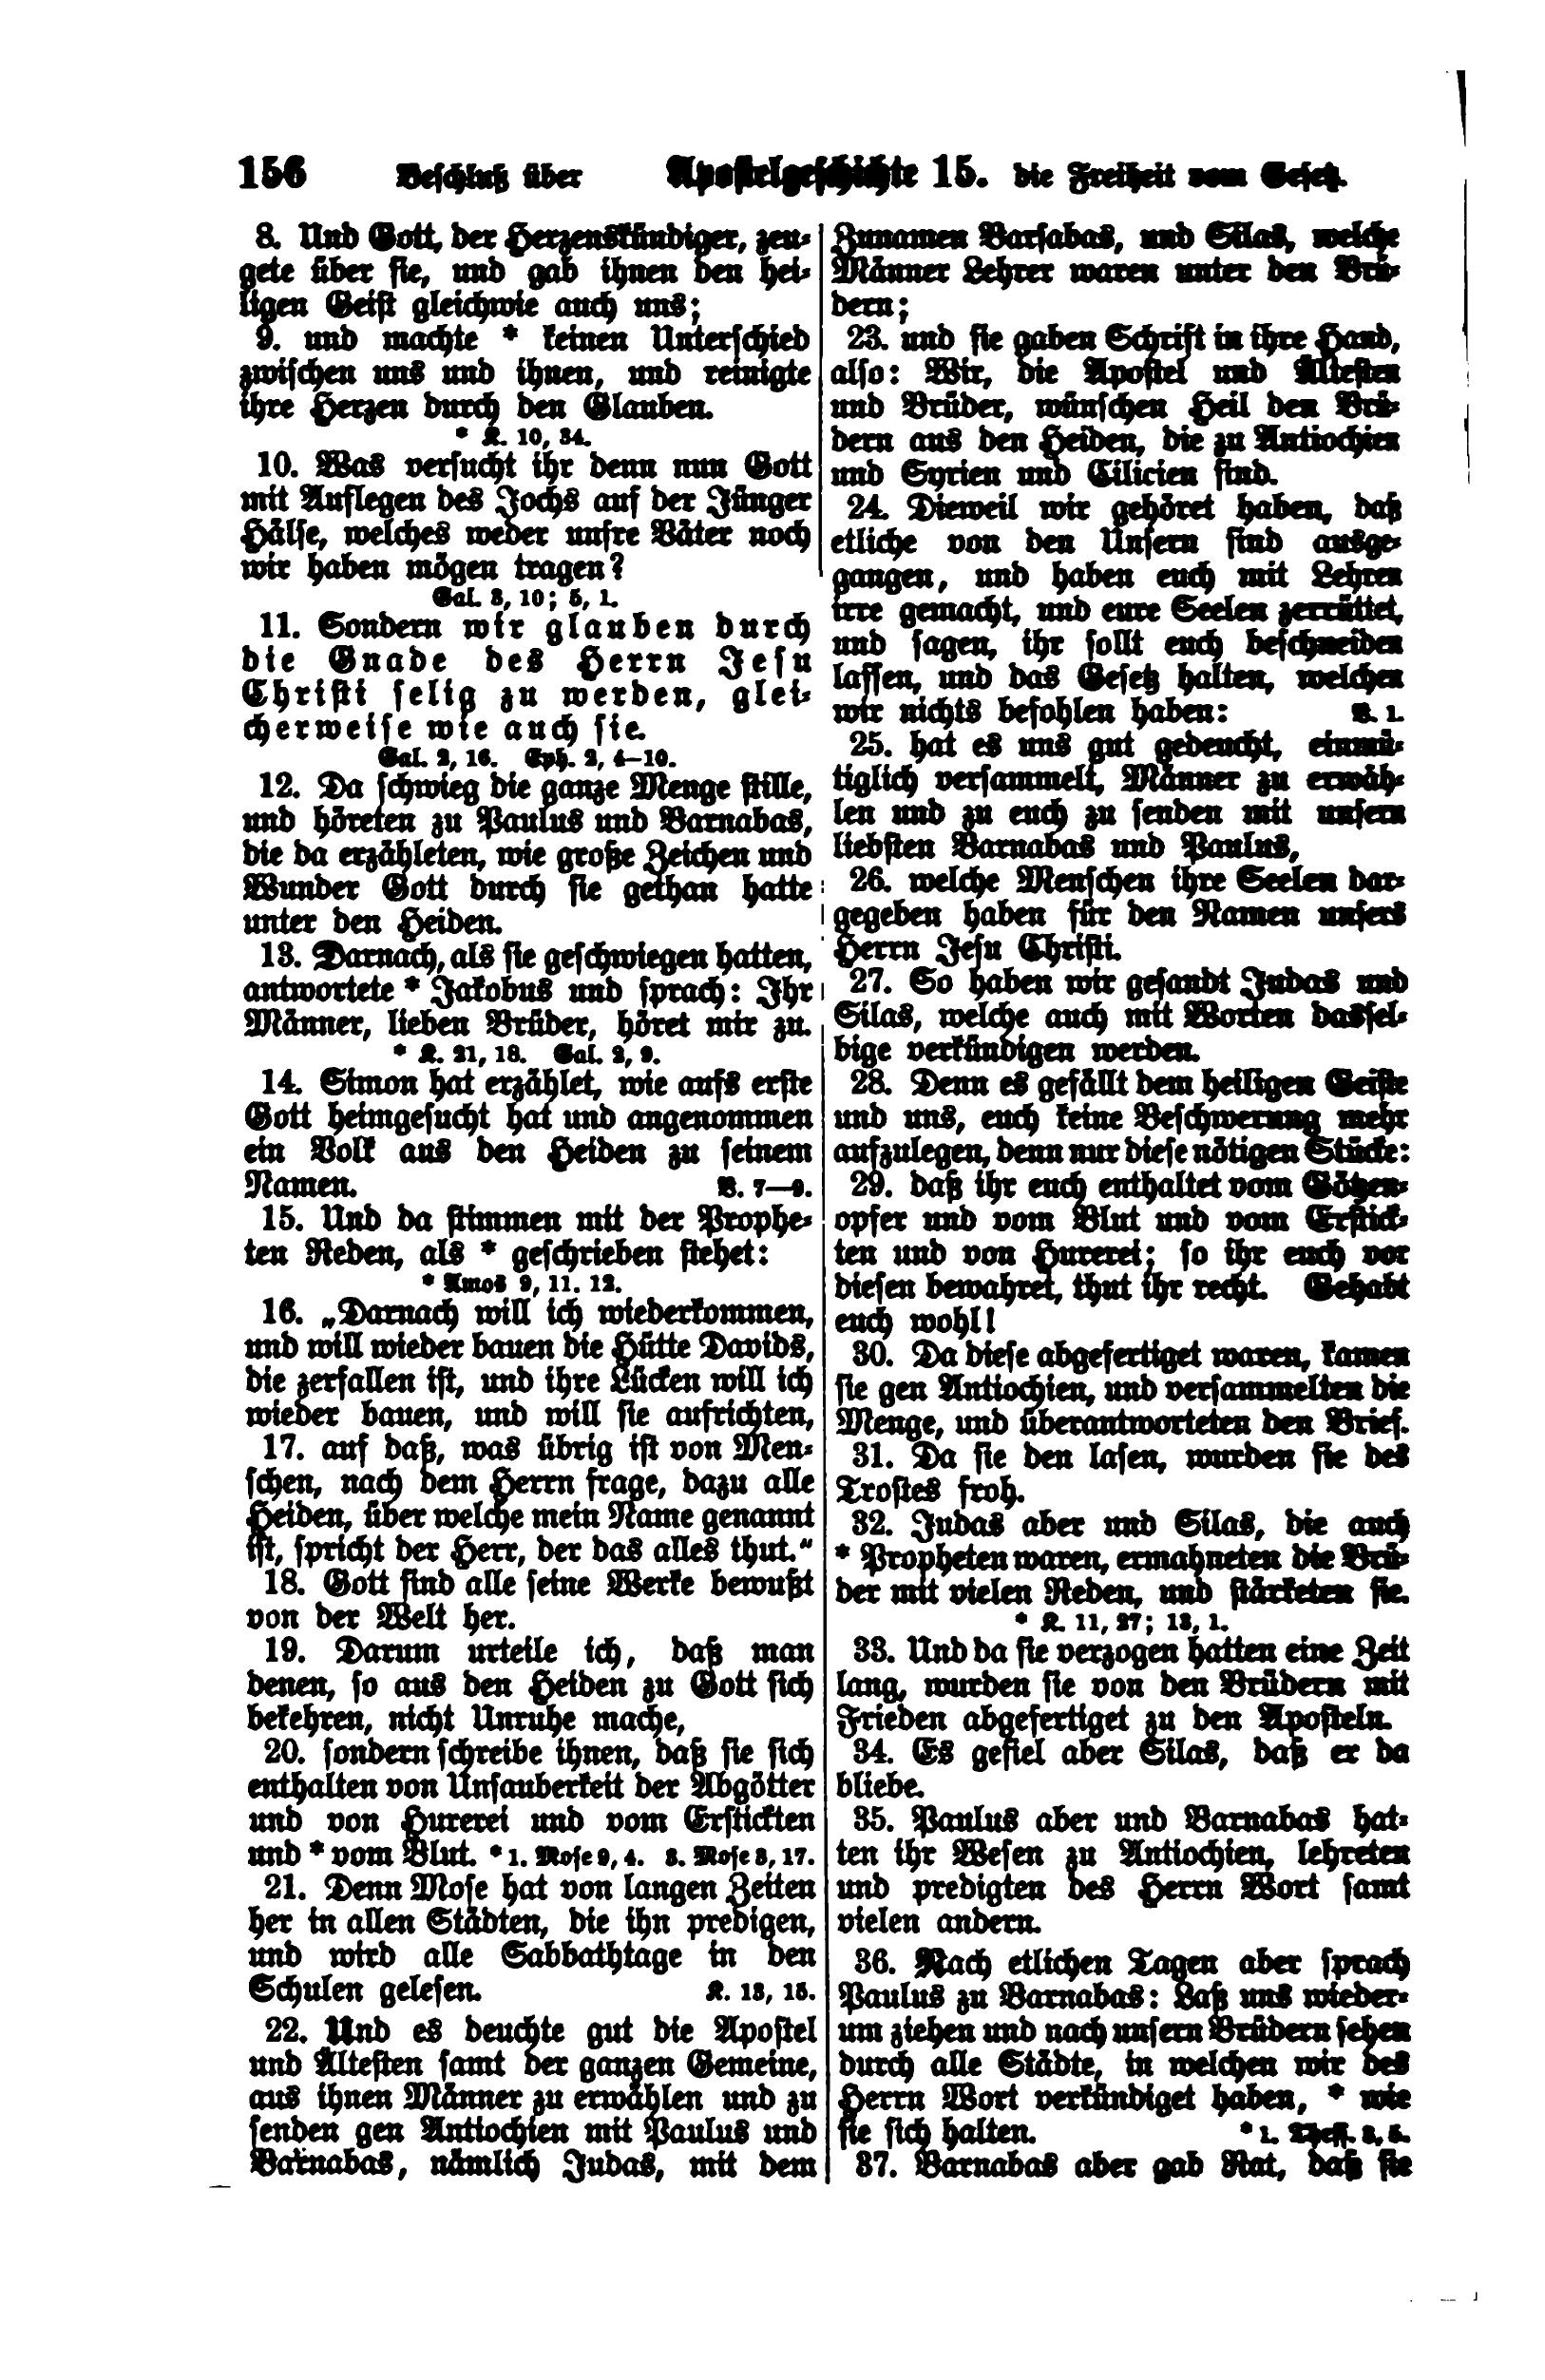 156 Beschluß über Apostelgeschichte 15. die Freiheit vom Gesetz.
8. Und Gott, der Herzenskündiger, zeu-
gete über sie, und gab ihnen den hei-
ligen Geist gleichwie auch uns;
9. und machte * keinen Unterschied
zwischen uns und ihnen, und reinigte
ihre Herzen durch den Glauben.
* K. 10, 34.
10. Was versucht ihr denn nun Gott
mit Auflegen des Jochs auf der Jünger
Hälse, welches weder unsre Väter noch
wir haben mögen tragen?
Gal. 3, 10; 5, 1.
11. Sondern wir glauben durch
die Gnade des Herrn Jesu
Christi selig zu werden, glei-
cherweise wie auch sie.
Gal. 2, 16. Eph. 2, 4–10.
12. Da schwieg die ganze Menge stille,
und höreten zu Paulus und Barnabas,
die da erzähleten, wie große Zeichen und
Wunder Gott durch sie gethan hatte
unter den Heiden.
13. Darnach, als sie geschwiegen hatten,
antwortete * Jakobus und sprach: Ihr
Männer, lieben Brüder, höret mir zu.
* K. 21, 18. Gal. 2, 9.
14. Simon hat erzählet, wie aufs erste
Gott heimgesucht hat und angenommen
ein Volk aus den Heiden zu seinem
Namen. V. 7–9.
15. Und da stimmen mit der Prophe-
ten Reden, als * geschrieben stehet:
* Amos 9, 11. 12.
16. „Darnach will ich wiederkommen,
und will wieder bauen die Hütte Davids,
die zerfallen ist, und ihre Lücken will ich
wieder bauen, und will sie aufrichten,
17. auf daß, was übrig ist von Men-
schen, nach dem Herrn frage, dazu alle
Heiden, über welche mein Name genannt
ist, spricht der Herr, der das alles thut.“
18. Gott sind alle seine Werke bewußt
von der Welt her.
19. Darum urteile ich, daß man
denen, so aus den Heiden zu Gott sich
bekehren, nicht Unruhe mache,
20. sondern schreibe ihnen, daß sie sich
enthalten von Unsauberkeit der Abgötter
und von Hurerei und vom Erstickten
und * vom Blut. * 1. Mose 9, 4. 3. Mose 3, 17.
21. Denn Mose hat von langen Zeiten
her in allen Städten, die ihn predigen,
und wird alle Sabbathtage in den
Schulen gelesen. K. 13, 15.
22. Und es deuchte gut die Apostel
und Ältesten samt der ganzen Gemeine,
aus ihnen Männer zu erwählen und zu
senden gen Antiochien mit Paulus und
Barnabas, nämlich Judas, mit dem
Zunamen Barsabas, und Silas, welche
Männer Lehrer waren unter den Brü-
dern;
23. und sie gaben Schrift in ihre Hand,
also: Wir, die Apostel und Ältesten
und Brüder, wünschen Heil den Brü-
dern aus den Heiden, die zu Antiochien
und Syrien und Cilicien sind.
24. Dieweil wir gehöret haben, daß
etliche von den Unsern sind ausge-
gangen, und haben euch mit Lehren
irre gemacht, und eure Seelen zerrüttet,
und sagen, ihr sollt euch beschneiden
lassen, und das Gesetz halten, welchen
wir nichts befohlen haben: V. 1.
25. hat es uns gut gedeucht, einmü-
tiglich versammelt, Männer zu erwäh-
len und zu euch zu senden mit unsern
liebsten Barnabas und Paulus,
26. welche Menschen ihre Seelen dar-
gegeben haben für den Namen unsers
Herrn Jesu Christi.
27. So haben wir gesandt Judas und
Silas, welche auch mit Worten dassel-
bige verkündigen werden.
28. Denn es gefällt dem heiligen Geiste
und uns, euch keine Beschwerung mehr
aufzulegen, denn nur diese nötigen Stücke:
29. daß ihr euch enthaltet vom Götzen-
opfer und vom Blut und vom Erstick-
ten und von Hurerei; so ihr euch vor
diesen bewahret, thut ihr recht. Gehabt
euch wohl!
30. Da diese abgefertiget waren, kamen
sie gen Antiochien, und versammelten die
Menge, und überantworteten den Brief.
31. Da sie den lasen, wurden sie des
Trostes froh.
32. Judas aber und Silas, die auch
* Propheten waren, ermahneten die Brü-
der mit vielen Reden, und stärketen sie.
* K. 11, 27; 13, 1.
33. Und da sie verzogen hatten eine Zeit
lang, wurden sie von den Brüdern mit
Frieden abgefertiget zu den Aposteln.
34. Es gefiel aber Silas, daß er da
bliebe.
35. Paulus aber und Barnabas hat-
ten ihr Wesen zu Antiochien, lehreten
und predigten des Herrn Wort samt
vielen andern.
36. Nach etlichen Tagen aber sprach
Paulus zu Barnabas: Laß uns wieder-
um ziehen und nach unsern Brüdern sehen
durch alle Städte, in welchen wir des
Herrn Wort verkündiget haben, * wie
sie sich halten. * 1. Thess. 3, 5.
37. Barnabas aber gab Rat, daß sie